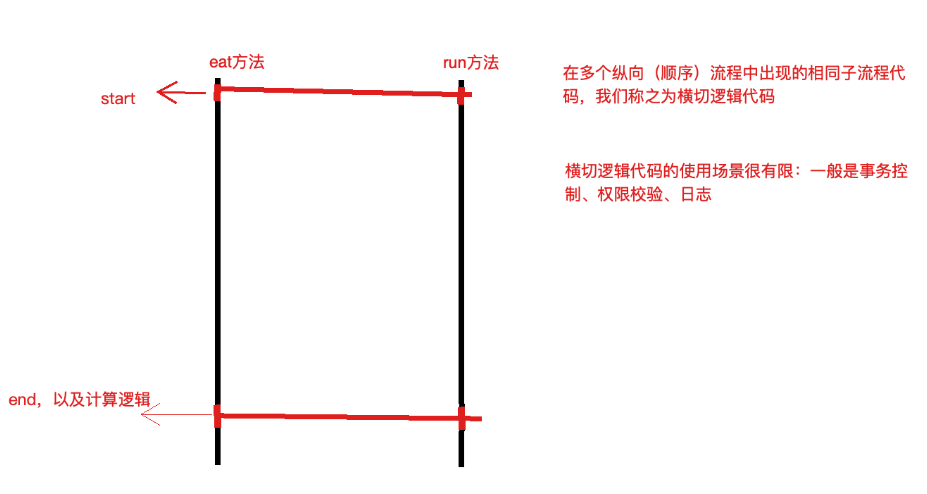 eat方法
run方法
start
end，以及计算逻辑
在多个纵向（顺序）流程中出现的相同子流程代
码，我们称之为横切逻辑代码
横切逻辑代码的使用场景很有限：一般是事务控
制、权限校验、日志